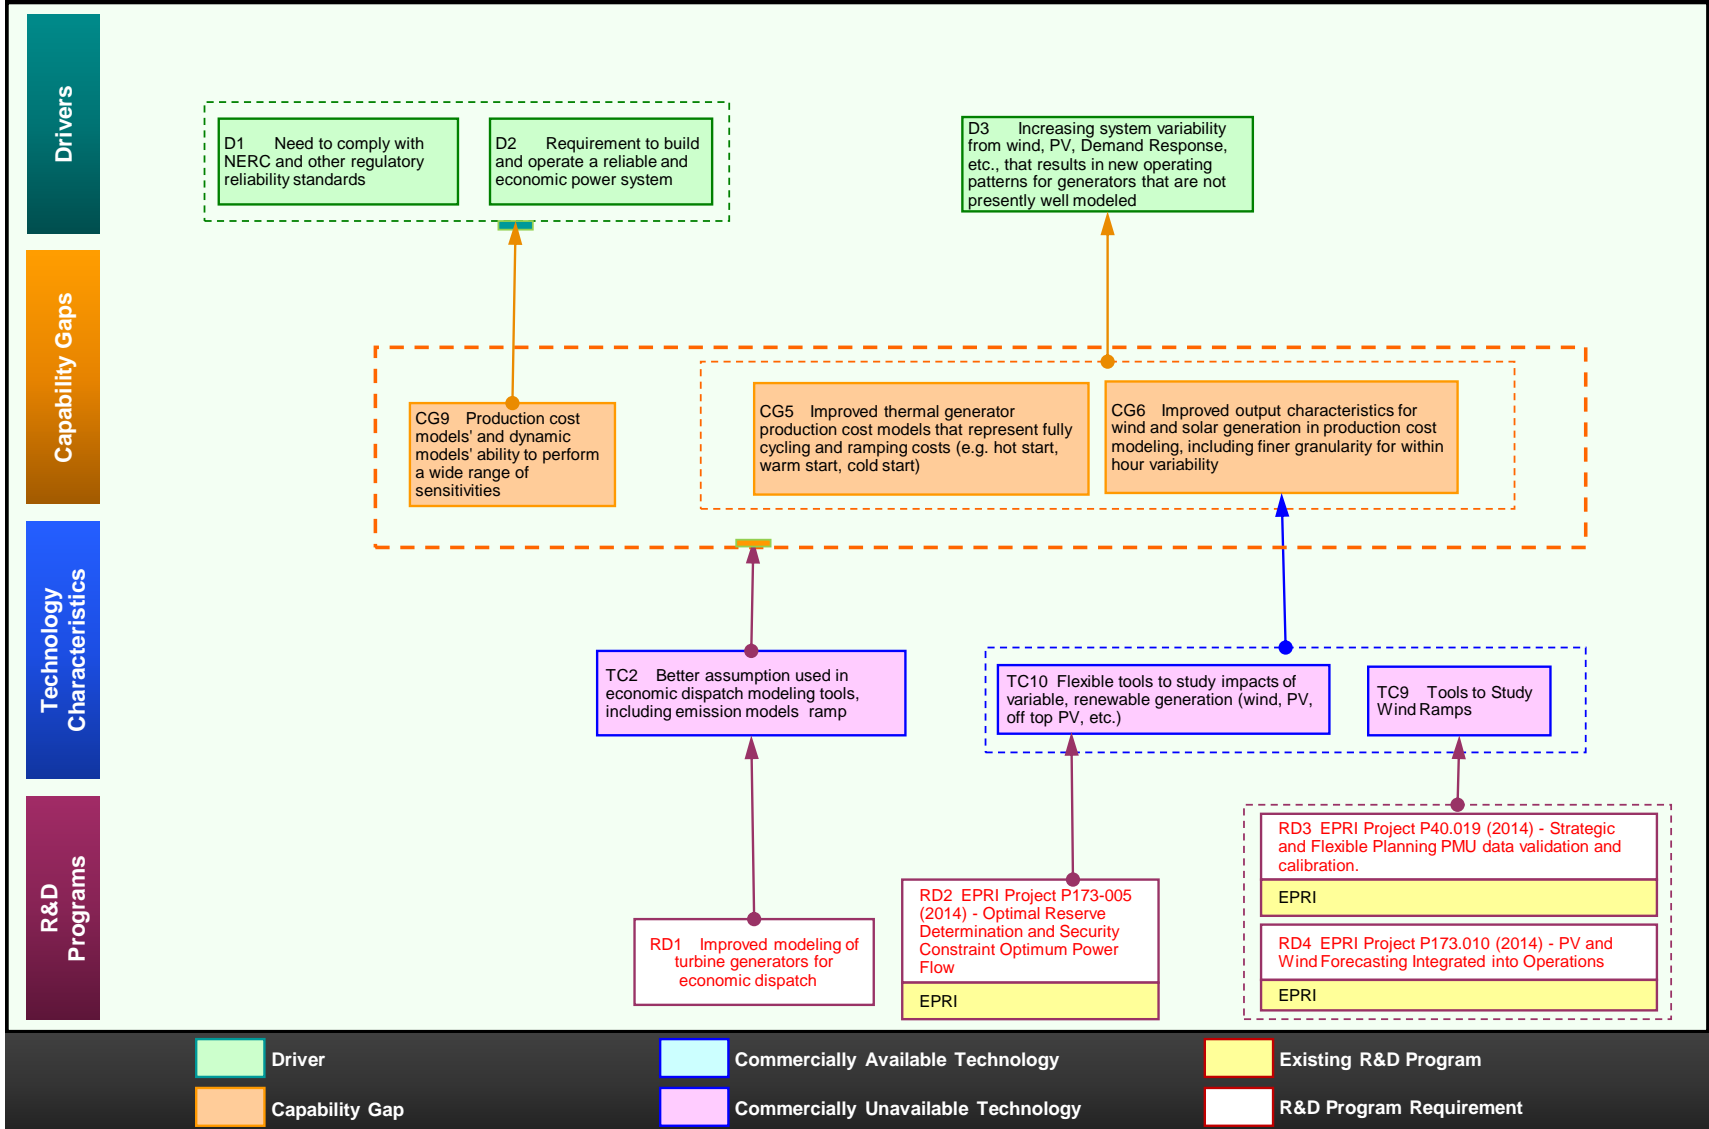 Drivers
D1 Need to comply with
NERC and other regulatory
reliability standards
D2 Requirement to build
and operate a reliable and
economic power system
D3 Increasing system variability
from wind, PV, Demand Response,
etc., that results in new operating
patterns for generators that are not
presently well modeled
Capability Gaps
CG9 Production cost
models' and dynamic
models' ability to perform
a wide range of
sensitivities
CG5 Improved thermal generator
production cost models that represent fully
cycling and ramping costs (e.g. hot start,
warm start, cold start)
CG6 Improved output characteristics for
wind and solar generation in production cost
modeling, including finer granularity for within
hour variability
Technology
Characteristics
TC2 Better assumption used in
economic dispatch modeling tools,
including emission models ramp
TC10 Flexible tools to study impacts of
variable, renewable generation (wind, PV,
off top PV, etc.)
TC9 Tools to Study
Wind Ramps
R&D
Programs
RD1 Improved modeling of
turbine generators for
economic dispatch
RD2 EPRI Project P173-005
(2014) - Optimal Reserve
Determination and Security
Constraint Optimum Power
Flow
EPRI
RD3 EPRI Project P40.019 (2014) - Strategic
and Flexible Planning PMU data validation and
calibration.
EPRI
RD4 EPRI Project P173.010 (2014) - PV and
Wind Forecasting Integrated into Operations
EPRI
Driver
Commercially Available Technology
Existing R&D Program
Capability Gap
Commercially Unavailable Technology
R&D Program Requirement